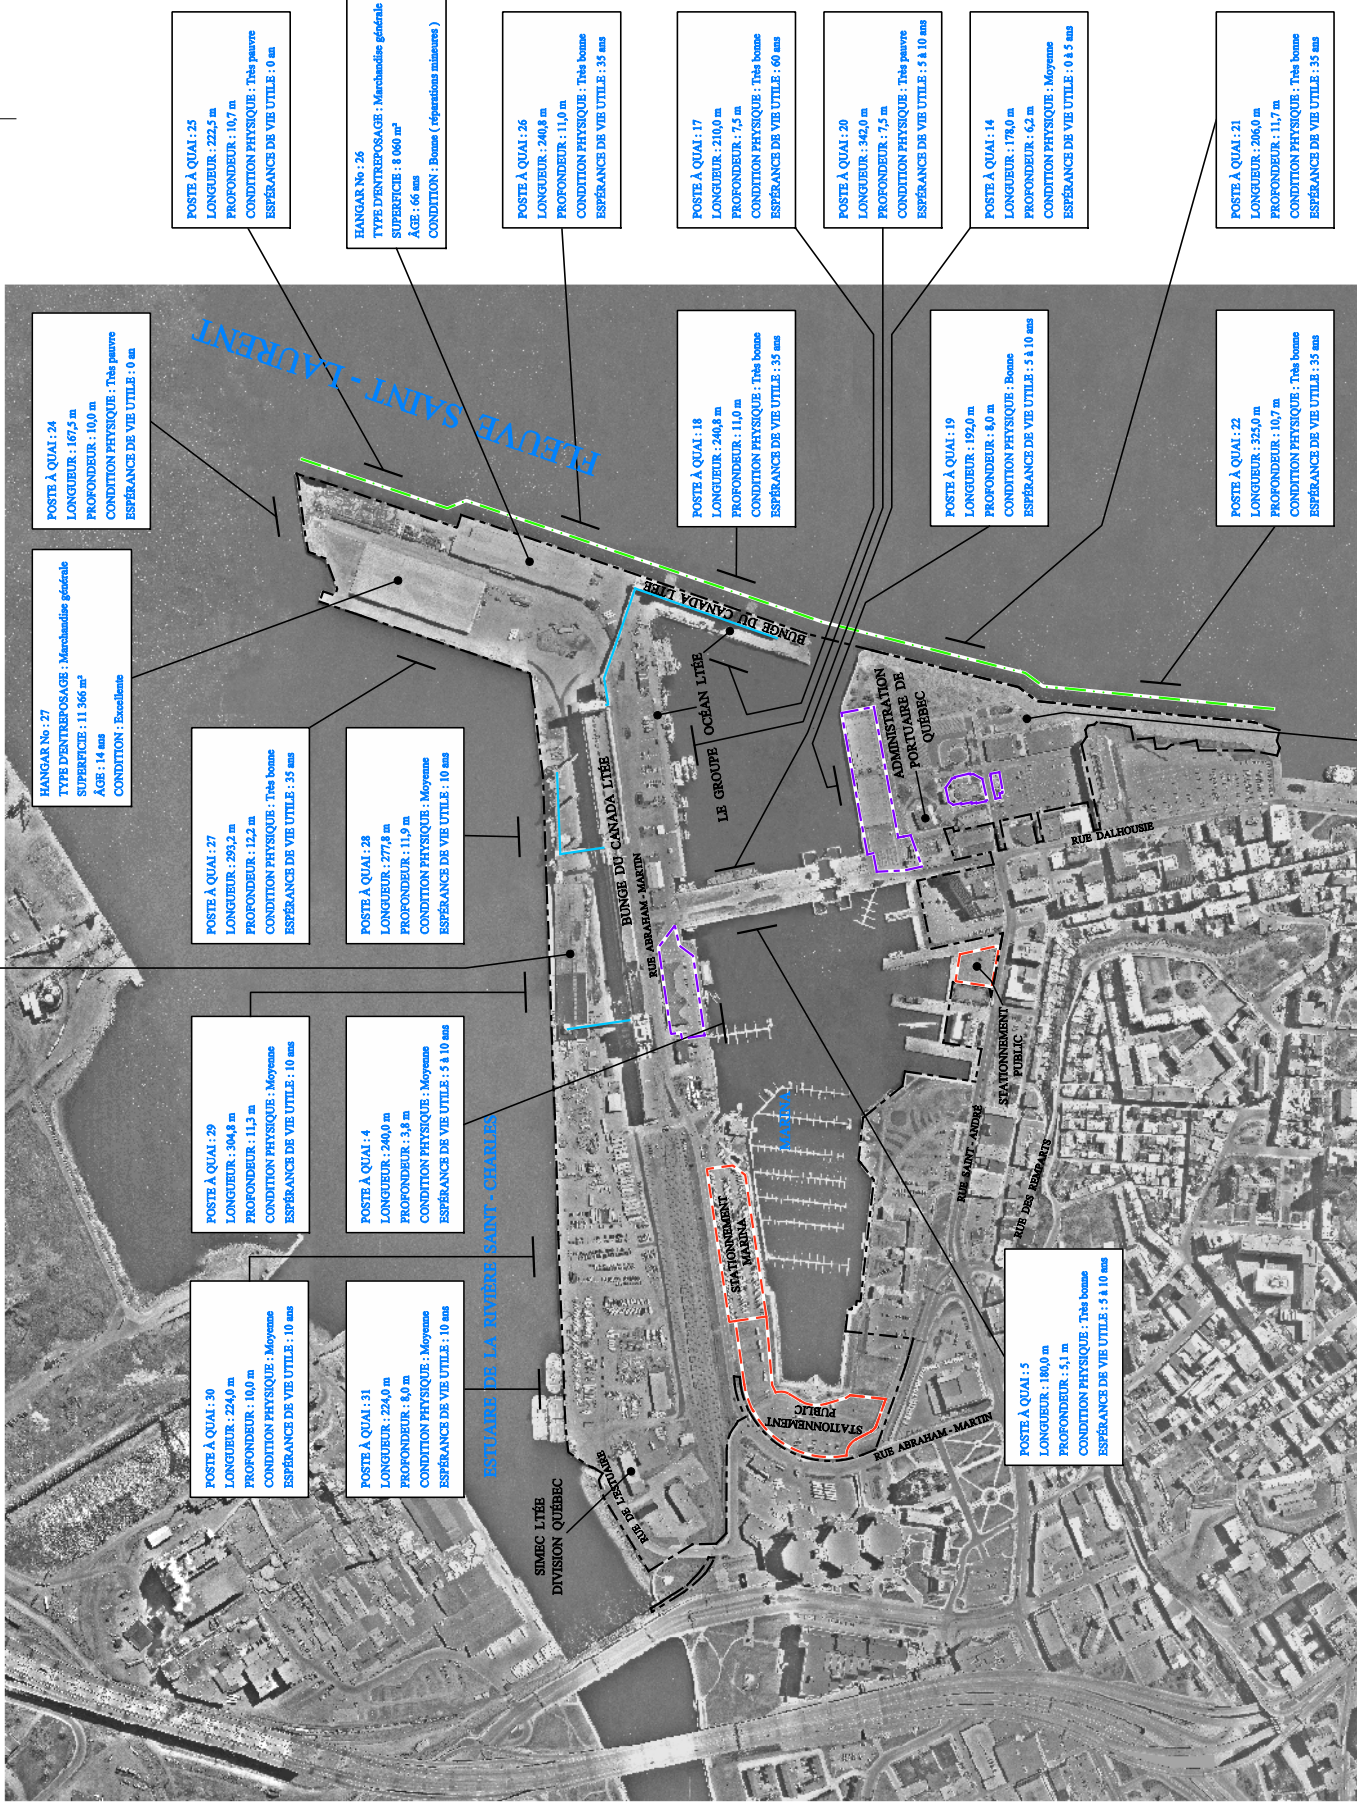 POSTE À QUAI : 25
LONGUEUR : 222,5 m
PROFONDEUR : 10,7 m
CONDITION PHYSIQUE : Très pauvre
ESPÉRANCE DE VIE UTILE : 0 an
HANGAR No : 26
TYPE D'ENTREPOSAGE : Marchandise générale
SUPERFICIE : 8 060 m²
ÂGE : 66 ans
CONDITION : Bonne ( réparations mineures )
POSTE À QUAI : 26
LONGUEUR : 240,8 m
PROFONDEUR : 11,0 m
CONDITION PHYSIQUE : Très bonne
ESPÉRANCE DE VIE UTILE : 35 ans
POSTE À QUAI : 17
LONGUEUR : 210,0 m
PROFONDEUR : 7,5 m
CONDITION PHYSIQUE : Très bonne
ESPÉRANCE DE VIE UTILE : 60 ans
POSTE À QUAI : 20
LONGUEUR : 342,0 m
PROFONDEUR : 7,5 m
CONDITION PHYSIQUE : Très pauvre
ESPÉRANCE DE VIE UTILE : 5 à 10 ans
POSTE À QUAI : 14
LONGUEUR : 178,0 m
PROFONDEUR : 6,2 m
CONDITION PHYSIQUE : Moyenne
ESPÉRANCE DE VIE UTILE : 0 à 5 ans
POSTE À QUAI : 21
LONGUEUR : 206,0 m
PROFONDEUR : 11,7 m
CONDITION PHYSIQUE : Très bonne
ESPÉRANCE DE VIE UTILE : 35 ans
POSTE À QUAI : 24
LONGUEUR : 167,5 m
PROFONDEUR : 10,0 m
CONDITION PHYSIQUE : Très pauvre
ESPÉRANCE DE VIE UTILE : 0 an
FLEUVE SAINT - LAURENT
POSTE À QUAI : 18
LONGUEUR : 240,8 m
PROFONDEUR : 11,0 m
CONDITION PHYSIQUE : Très bonne
ESPÉRANCE DE VIE UTILE : 35 ans
POSTE À QUAI : 19
LONGUEUR : 192,0 m
PROFONDEUR : 8,0 m
CONDITION PHYSIQUE : Bonne
ESPÉRANCE DE VIE UTILE : 5 à 10 ans
POSTE À QUAI : 22
LONGUEUR : 325,0 m
PROFONDEUR : 10,7 m
CONDITION PHYSIQUE : Très bonne
ESPÉRANCE DE VIE UTILE : 35 ans
HANGAR No : 27
TYPE D'ENTREPOSAGE : Marchandise générale
SUPERFICIE : 11 366 m²
ÂGE : 14 ans
CONDITION : Excellente
BUNGE DU CANADA LTÉE
LE GROUPE OCÉAN LTÉE
ADMINISTRATION
PORTUAIRE DE
QUÉBEC
POSTE À QUAI : 27
LONGUEUR : 293,2 m
PROFONDEUR : 12,2 m
CONDITION PHYSIQUE : Très bonne
ESPÉRANCE DE VIE UTILE : 35 ans
POSTE À QUAI : 28
LONGUEUR : 277,8 m
PROFONDEUR : 11,9 m
CONDITION PHYSIQUE : Moyenne
ESPÉRANCE DE VIE UTILE : 10 ans
BUNGE DU CANADA LTÉE
RUE ABRAHAM - MARTIN
RUE DALHOUSIE
POSTE À QUAI : 29
LONGUEUR : 304,8 m
PROFONDEUR : 11,3 m
CONDITION PHYSIQUE : Moyenne
ESPÉRANCE DE VIE UTILE : 10 ans
POSTE À QUAI : 4
LONGUEUR : 240,0 m
PROFONDEUR : 3,8 m
CONDITION PHYSIQUE : Moyenne
ESPÉRANCE DE VIE UTILE : 5 à 10 ans
STATIONNEMENT
PUBLIC
MARINA
RUE SAINT - ANDRÉ
RUE DES REMPARTS
ESTUAIRE DE LA RIVIÈRE SAINT - CHARLES
STATIONNEMENT
MARINA
POSTE À QUAI : 30
LONGUEUR : 224,0 m
PROFONDEUR : 10,0 m
CONDITION PHYSIQUE : Moyenne
ESPÉRANCE DE VIE UTILE : 10 ans
POSTE À QUAI : 31
LONGUEUR : 224,0 m
PROFONDEUR : 8,0 m
CONDITION PHYSIQUE : Moyenne
ESPÉRANCE DE VIE UTILE : 10 ans
POSTE À QUAI : 5
LONGUEUR : 180,0 m
PROFONDEUR : 5,1 m
CONDITION PHYSIQUE : Très bonne
ESPÉRANCE DE VIE UTILE : 5 à 10 ans
STATIONNEMENT
PUBLIC
RUE ABRAHAM - MARTIN
RUE DE L'ESTUAIRE
SIMEC LTÉE
DIVISION QUÉBEC